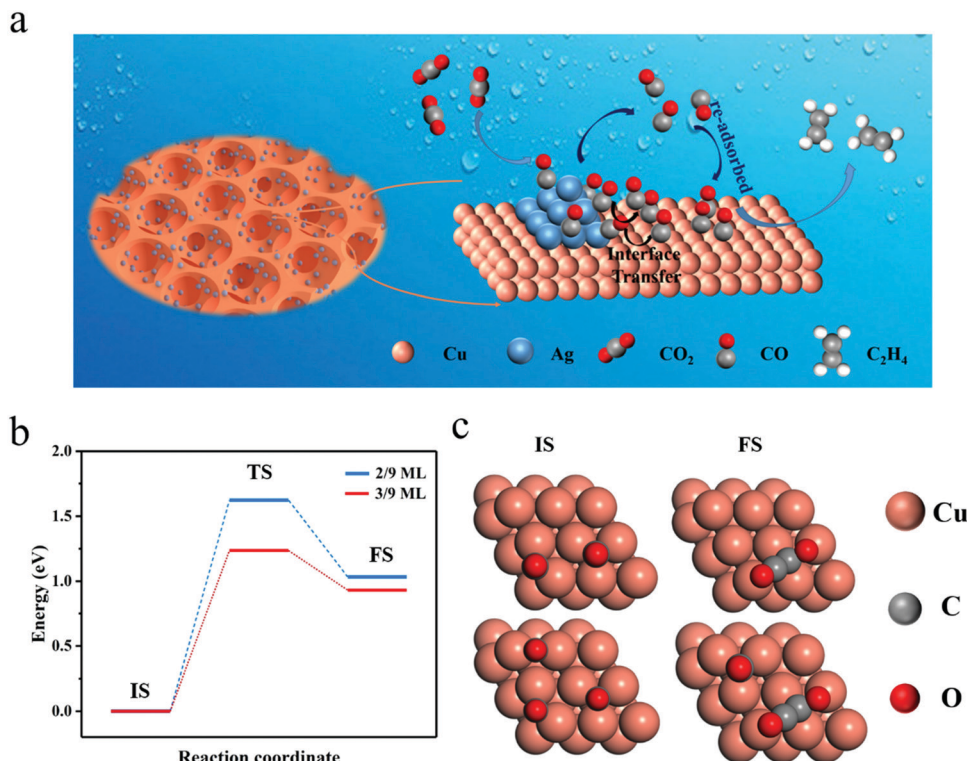 a
re-adsorbed
Interface
Transfer
Cu
Ag
CO₂
CO
C₂H₄
b
2.0
1.5
1.0
0.5
0.0
Energy (eV)
TS
2/9 ML
3/9 ML
FS
IS
Reaction coordinate
c
IS
FS
Cu
C
O